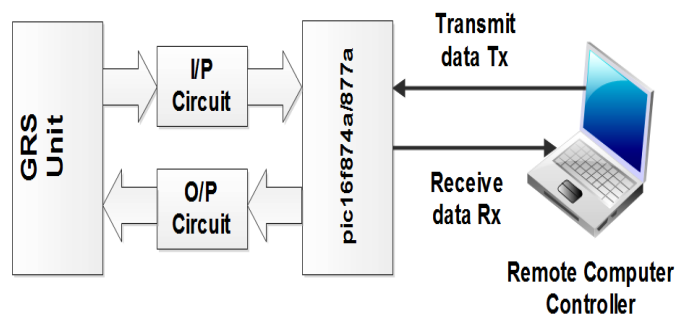 GRS
Unit
I/P
Circuit
O/P
Circuit
pic16f874a/877a
Transmit
data Tx
Receive
data Rx
Remote Computer
Controller